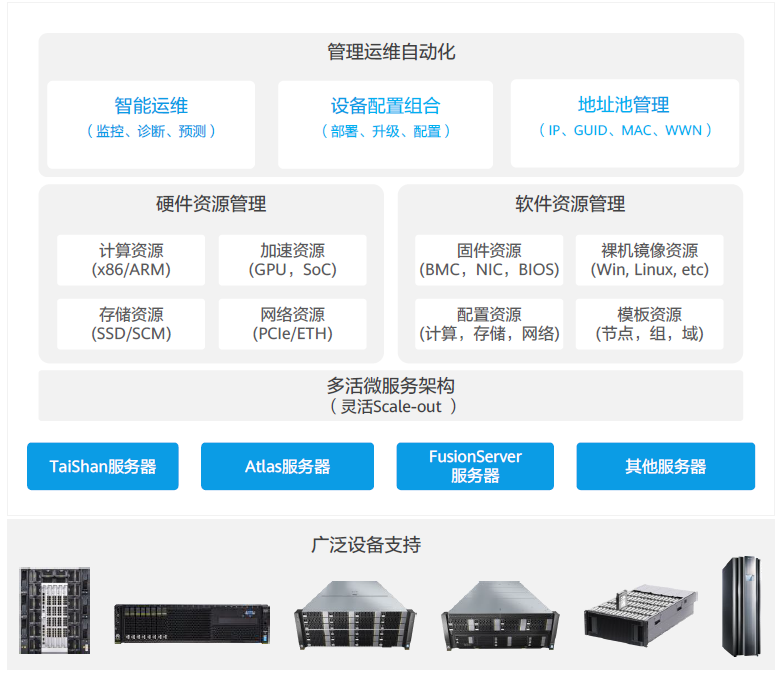 管理运维自动化
智能运维
（监控、诊断、预测）
设备配置组合
（部署、升级、配置）
地址池管理
（IP、GUID、MAC、WWN）
硬件资源管理
计算资源
(x86/ARM)
加速资源
(GPU，SoC)
存储资源
(SSD/SCM)
网络资源
(PCIe/ETH)
软件资源管理
固件资源
(BMC，NIC，BIOS)
裸机镜像资源
(Win, Linux, etc)
配置资源
(计算，存储，网络)
模板资源
(节点，组，域)
多活微服务架构
（灵活Scale-out ）
TaiShan服务器
Atlas服务器
FusionServer
服务器
其他服务器
广泛设备支持